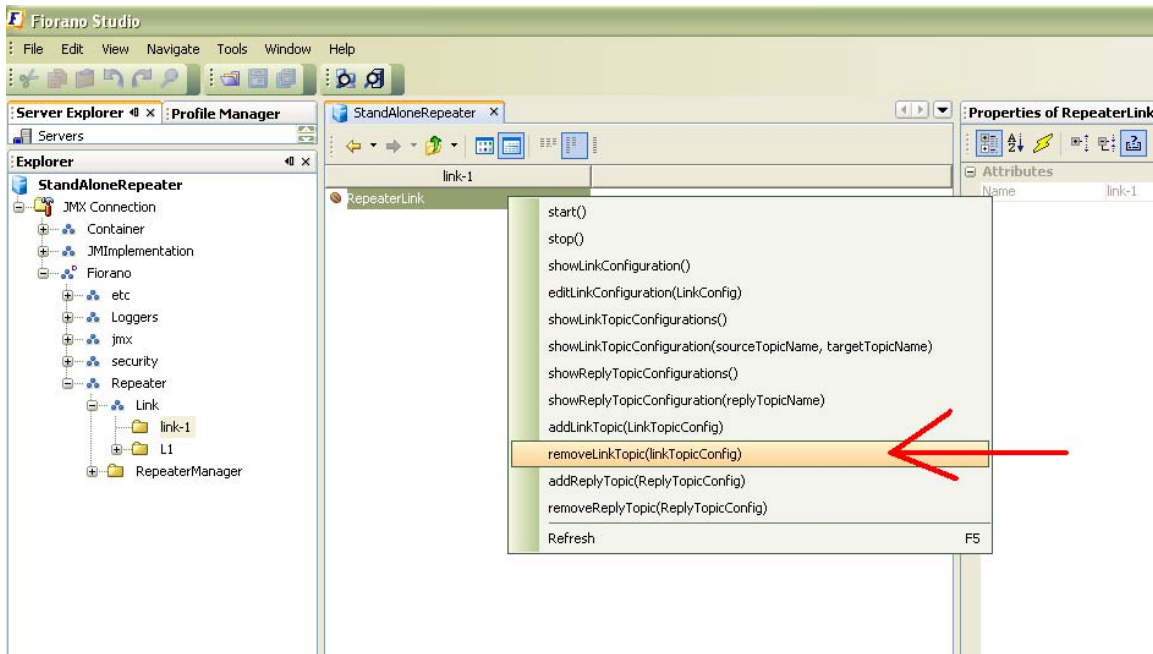 Fiorano Studio
File Edit View Navigate Tools Window Help
Server Explorer Profile Manager
Servers
Explorer
StandAloneRepeater
JMX Connection
Container
JMImplementation
Fiorano
etc
Loggers
jmx
security
Repeater
Link
link-1
L1
RepeaterManager
StandAloneRepeater
link-1
RepeaterLink
start()
stop()
showLinkConfiguration()
editLinkConfiguration(LinkConfig)
showLinkTopicConfigurations()
showLinkTopicConfiguration(sourceTopicName, targetTopicName)
showReplyTopicConfigurations()
showReplyTopicConfiguration(replyTopicName)
addLinkTopic(LinkTopicConfig)
removeLinkTopic(linkTopicConfig)
addReplyTopic(ReplyTopicConfig)
removeReplyTopic(ReplyTopicConfig)
Refresh F5
Properties of RepeaterLink
Attributes
Name link-1